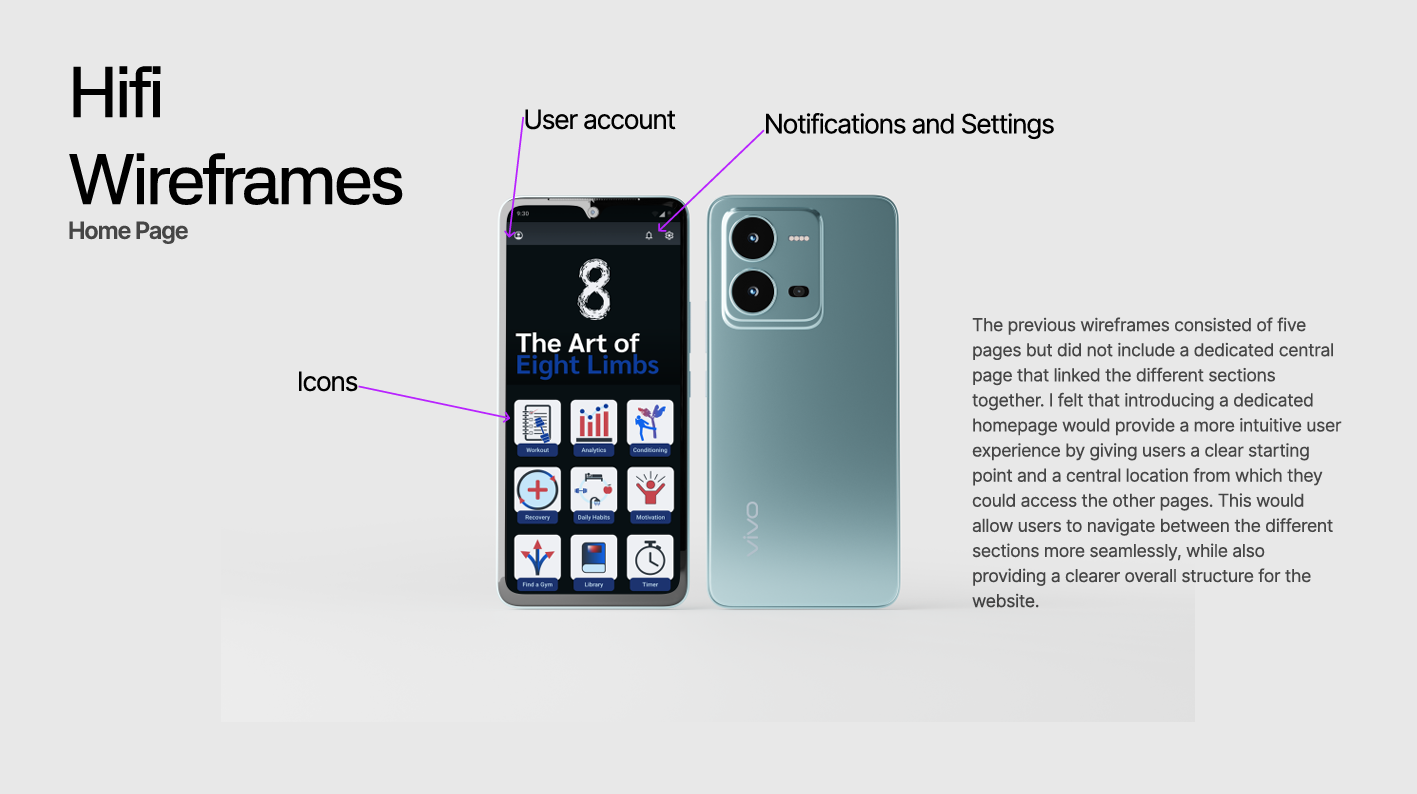 Hifi
Wireframes
Home Page
User account
Notifications and Settings
Icons
9:30
8
The Art of
Eight Limbs
Workout
Analytics
Conditioning
Recovery
Daily Habits
Motivation
Find a Gym
Library
Timer
vivo
The previous wireframes consisted of five
pages but did not include a dedicated central
page that linked the different sections
together. I felt that introducing a dedicated
homepage would provide a more intuitive user
experience by giving users a clear starting
point and a central location from which they
could access the other pages. This would
allow users to navigate between the different
sections more seamlessly, while also
providing a clearer overall structure for the
website.